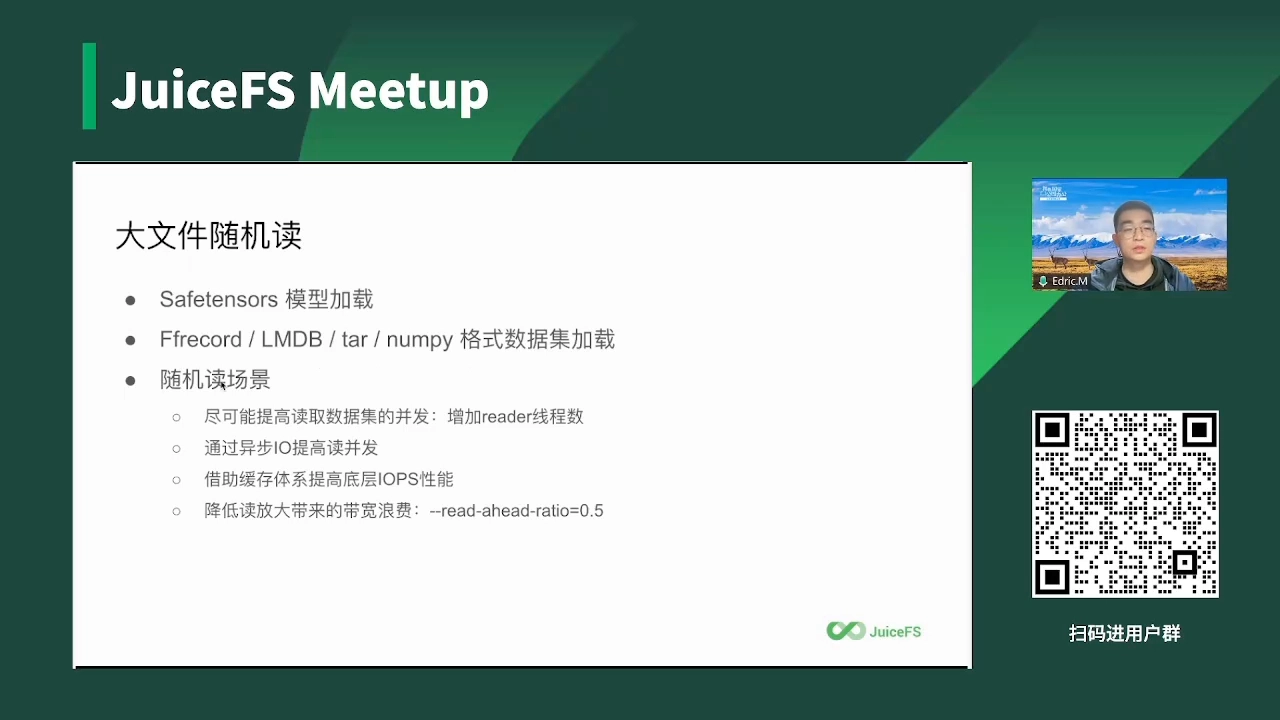 JuiceFS Meetup
大文件随机读
● Safetensors 模型加载
● Ffrecord / LMDB / tar / numpy 格式数据集加载
● 随机读场景
○ 尽可能提高读取数据集的并发：增加reader线程数
○ 通过异步IO提高读并发
○ 借助缓存体系提高底层IOPS性能
○ 降低读放大带来的带宽浪费：--read-ahead-ratio=0.5
JuiceFS
Edric.M
扫码进用户群